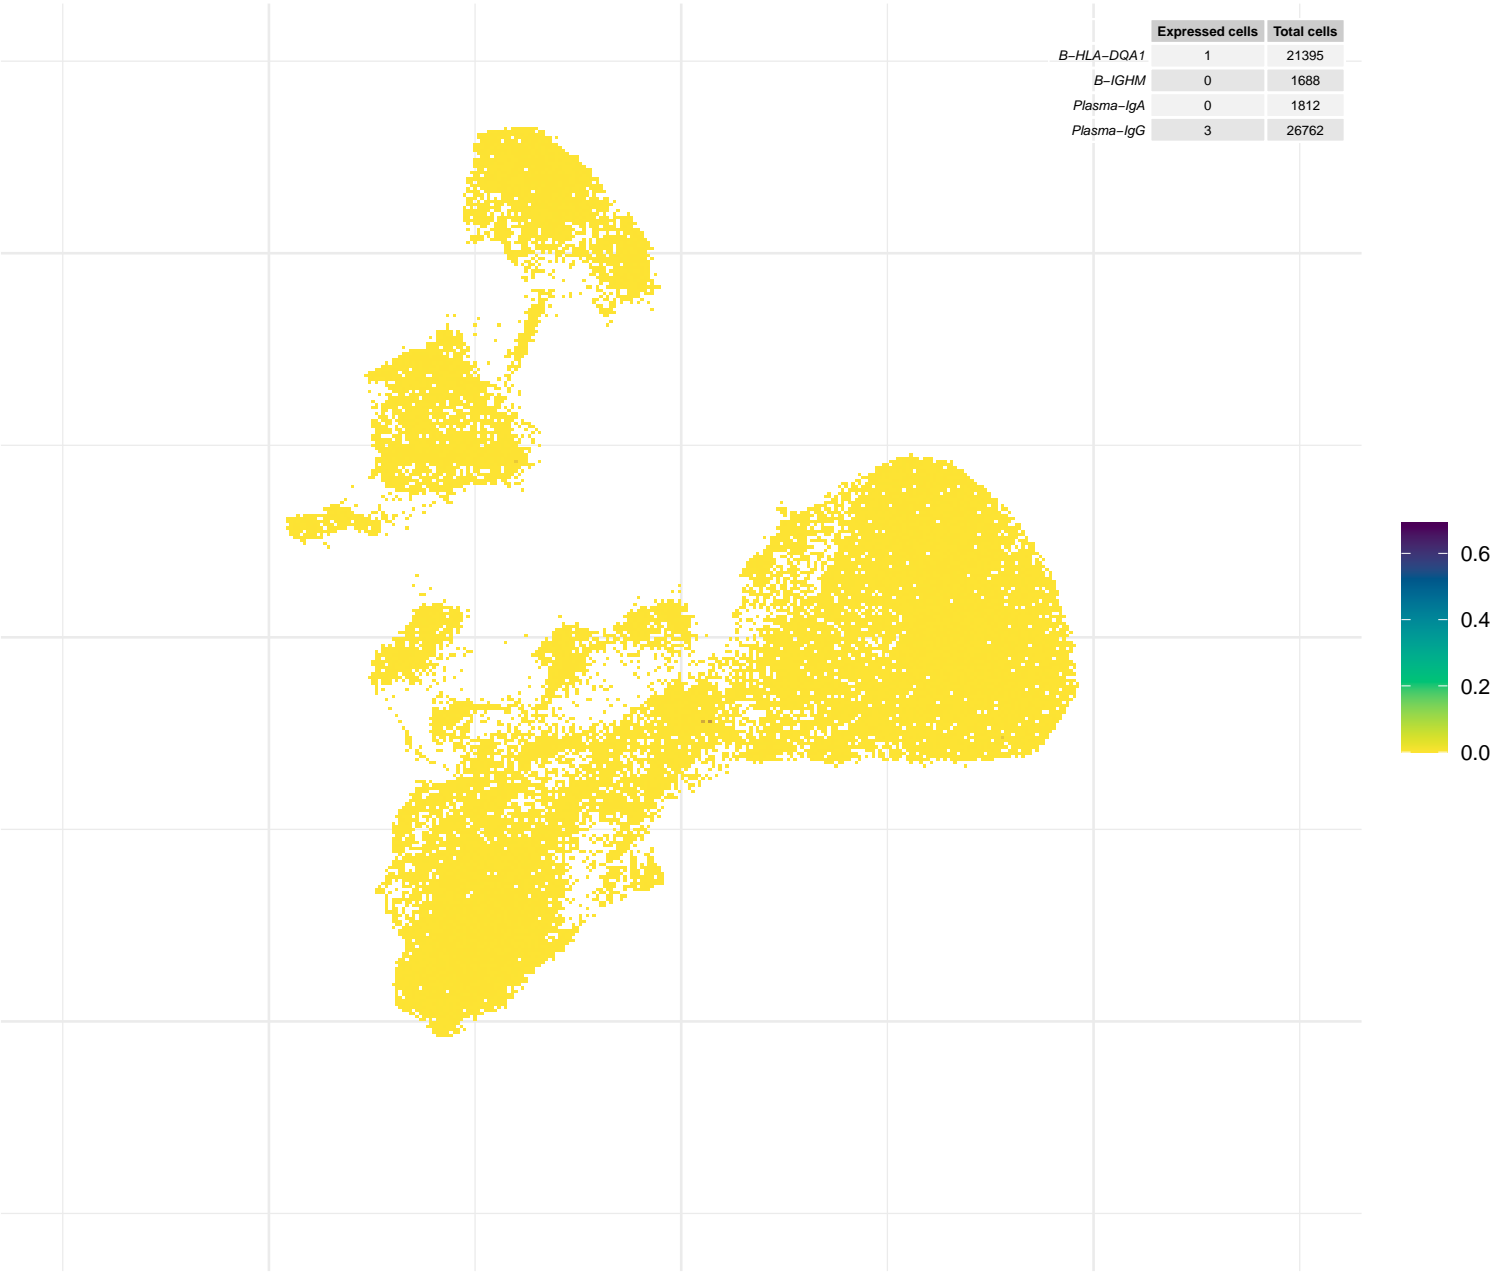 Expressed cells Total cells
B−HLA−DQA1 1 21395
B−IGHM 0 1688
Plasma−IgA 0 1812
Plasma−IgG 3 26762
0.6
0.4
0.2
0.0